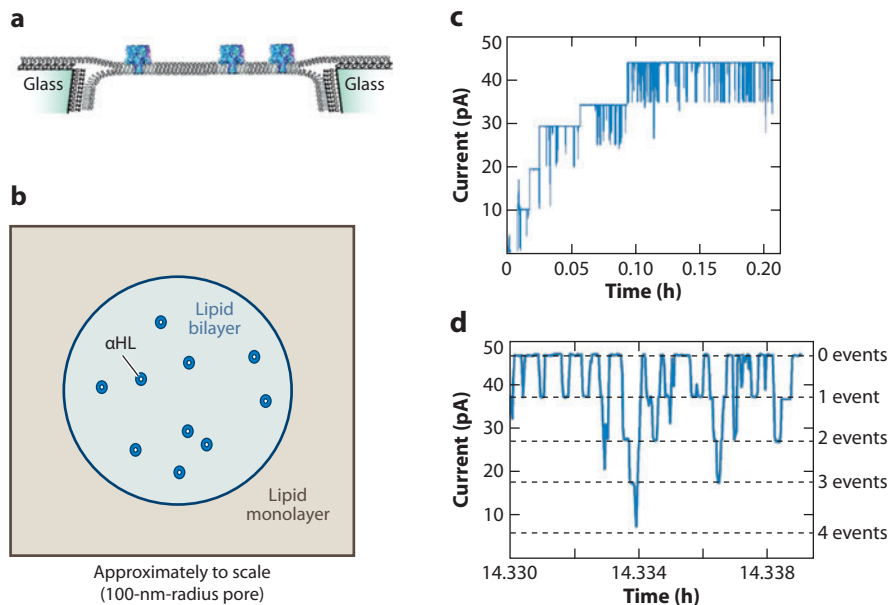 a
Glass
Glass
b
αHL
Lipid
bilayer
Lipid
monolayer
Approximately to scale
(100-nm-radius pore)
c
Current (pA)
50
40
30
20
10
0
0.05
0.10
0.15
0.20
Time (h)
d
Current (pA)
50
40
30
20
10
0 events
1 event
2 events
3 events
4 events
14.330
14.334
14.338
Time (h)